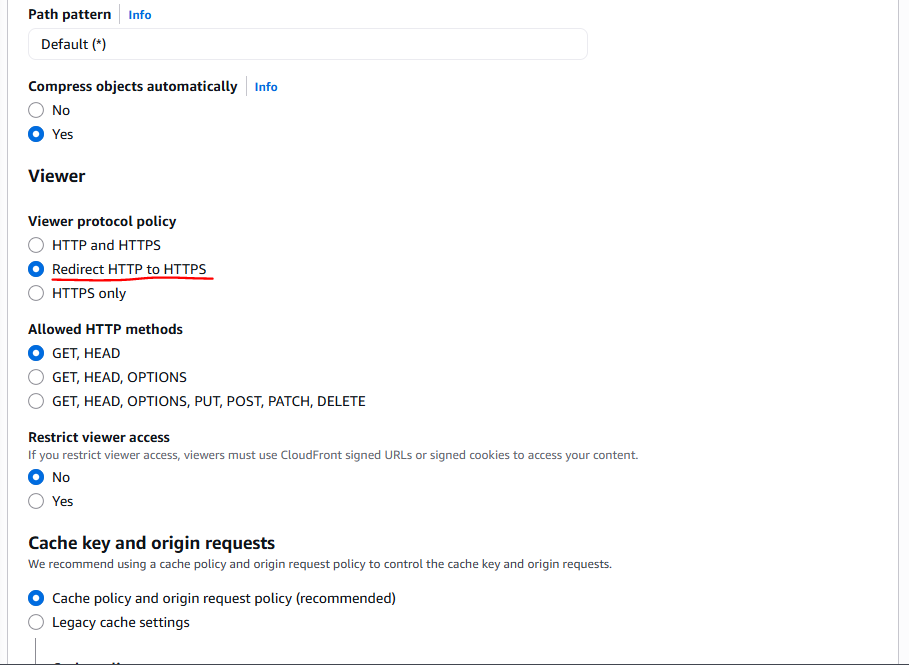 Path pattern Info
Default (*)
Compress objects automatically Info
No
Yes
Viewer
Viewer protocol policy
HTTP and HTTPS
Redirect HTTP to HTTPS
HTTPS only
Allowed HTTP methods
GET, HEAD
GET, HEAD, OPTIONS
GET, HEAD, OPTIONS, PUT, POST, PATCH, DELETE
Restrict viewer access
If you restrict viewer access, viewers must use CloudFront signed URLs or signed cookies to access your content.
No
Yes
Cache key and origin requests
We recommend using a cache policy and origin request policy to control the cache key and origin requests.
Cache policy and origin request policy (recommended)
Legacy cache settings